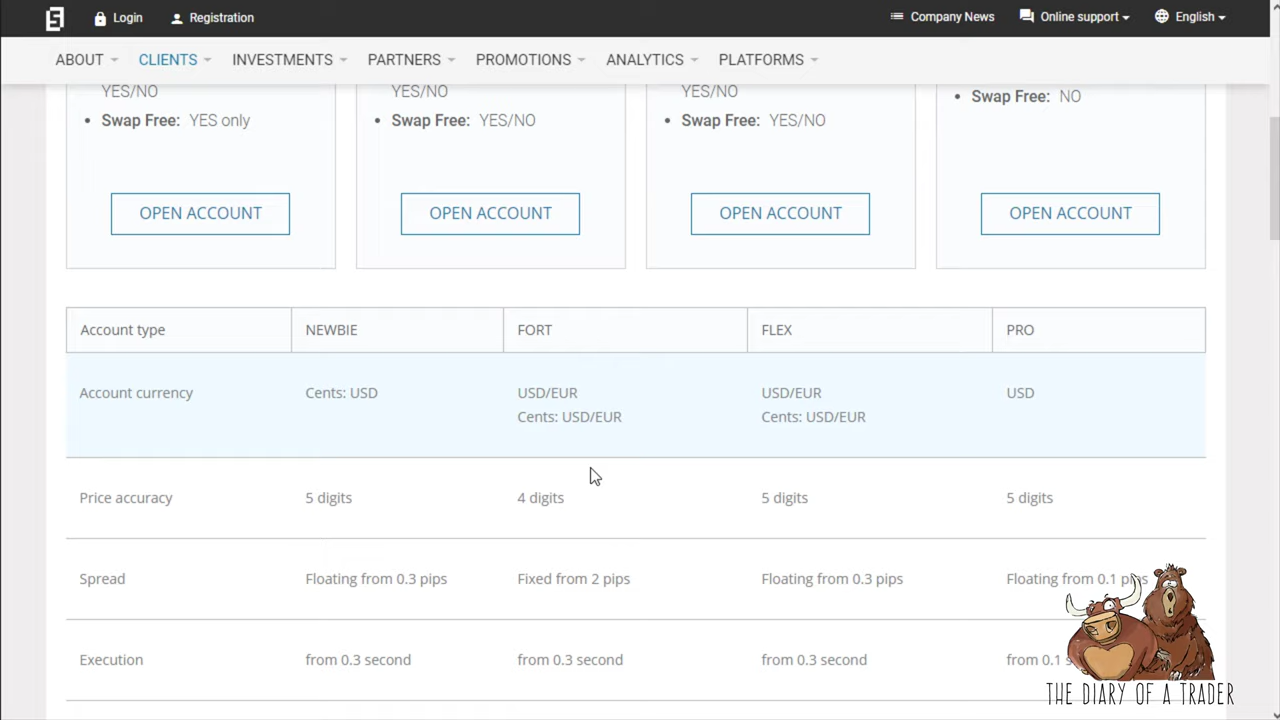 Login Registration Company News Online support English
ABOUT CLIENTS INVESTMENTS PARTNERS PROMOTIONS ANALYTICS PLATFORMS
YES/NO YES/NO YES/NO
• Swap Free: YES only • Swap Free: YES/NO • Swap Free: YES/NO • Swap Free: NO
OPEN ACCOUNT OPEN ACCOUNT OPEN ACCOUNT OPEN ACCOUNT
Account type NEWBIE FORT FLEX PRO
Account currency Cents: USD USD/EUR USD/EUR USD
Cents: USD/EUR Cents: USD/EUR
Price accuracy 5 digits 4 digits 5 digits 5 digits
Spread Floating from 0.3 pips Fixed from 2 pips Floating from 0.3 pips Floating from 0.1 pips
Execution from 0.3 second from 0.3 second from 0.3 second from 0.1
THE DIARY OF A TRADER